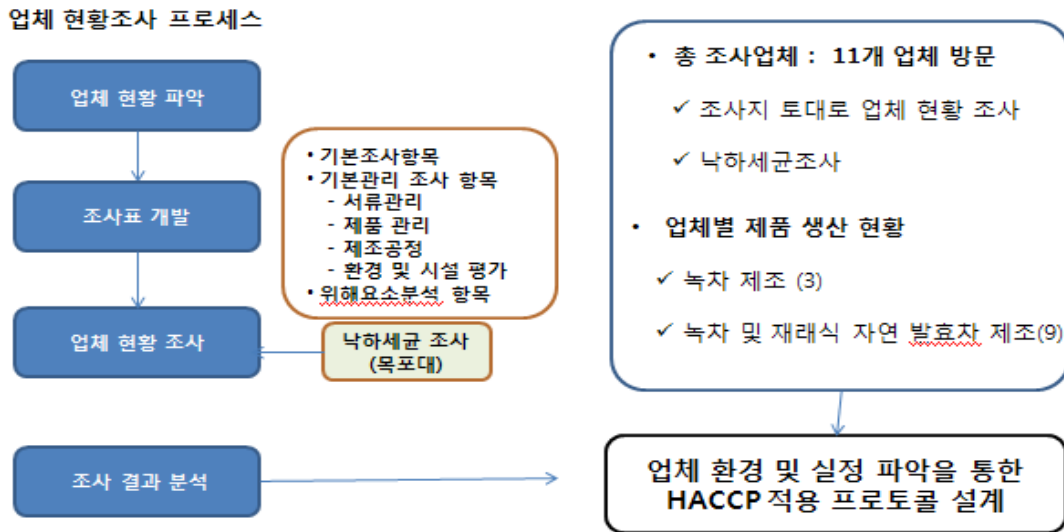 업체 현황조사 프로세스
업체 현황 파악
조사표 개발
업체 현황 조사
조사 결과 분석
• 기본조사항목
• 기본관리 조사 항목
- 서류관리
- 제품 관리
- 제조공정
- 환경 및 시설 평가
• 위해요소분석 항목
낙하세균 조사
(목포대)
• 총 조사업체 : 11개 업체 방문
✓ 조사지 토대로 업체 현황 조사
✓ 낙하세균조사
• 업체별 제품 생산 현황
✓ 녹차 제조 (3)
✓ 녹차 및 재래식 자연 발효차 제조(9)
업체 환경 및 실정 파악을 통한
HACCP 적용 프로토콜 설계